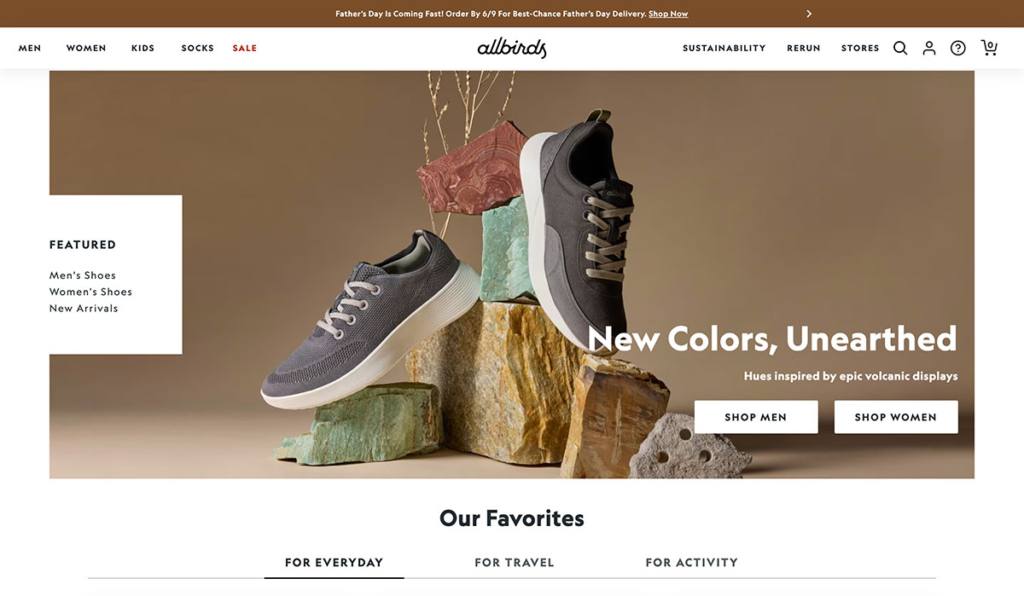 Father's Day Is Coming Fast! Order By 6/9 For Best-Chance Father's Day Delivery. Shop Now
MEN WOMEN KIDS SOCKS SALE allbirds SUSTAINABILITY RERUN STORES 0
FEATURED
Men's Shoes
Women's Shoes
New Arrivals
New Colors, Unearthed
Hues inspired by epic volcanic displays
SHOP MEN SHOP WOMEN
Our Favorites
FOR EVERYDAY FOR TRAVEL FOR ACTIVITY